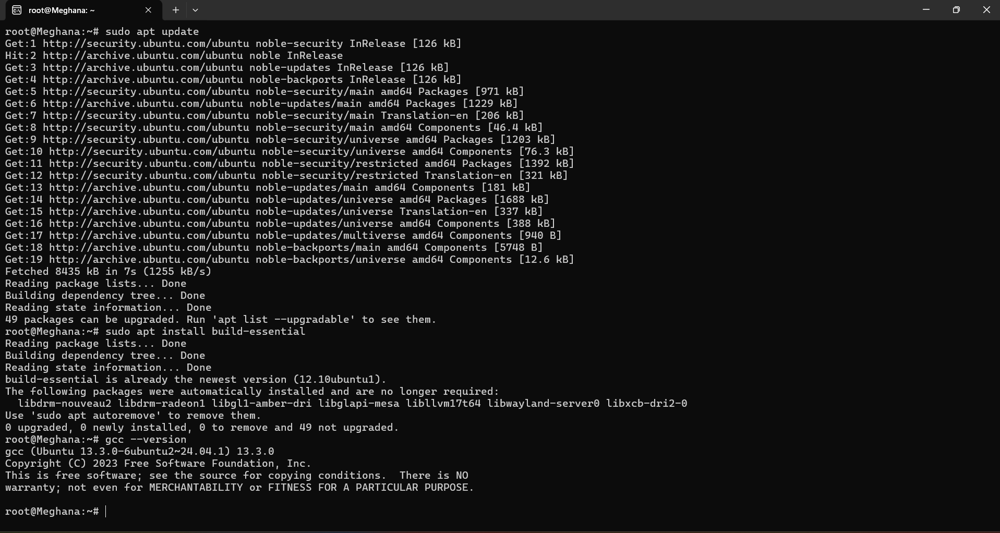 root@Meghana: ~
root@Meghana:~# sudo apt update
Get:1 http://security.ubuntu.com/ubuntu noble-security InRelease [126 kB]
Hit:2 http://archive.ubuntu.com/ubuntu noble InRelease
Get:3 http://archive.ubuntu.com/ubuntu noble-updates InRelease [126 kB]
Get:4 http://archive.ubuntu.com/ubuntu noble-backports InRelease [126 kB]
Get:5 http://security.ubuntu.com/ubuntu noble-security/main amd64 Packages [971 kB]
Get:6 http://archive.ubuntu.com/ubuntu noble-updates/main amd64 Packages [1229 kB]
Get:7 http://security.ubuntu.com/ubuntu noble-security/main Translation-en [206 kB]
Get:8 http://security.ubuntu.com/ubuntu noble-security/main amd64 Components [46.4 kB]
Get:9 http://security.ubuntu.com/ubuntu noble-security/universe amd64 Packages [1203 kB]
Get:10 http://security.ubuntu.com/ubuntu noble-security/universe amd64 Components [76.3 kB]
Get:11 http://security.ubuntu.com/ubuntu noble-security/restricted amd64 Packages [1392 kB]
Get:12 http://security.ubuntu.com/ubuntu noble-security/restricted Translation-en [321 kB]
Get:13 http://archive.ubuntu.com/ubuntu noble-updates/main amd64 Components [181 kB]
Get:14 http://archive.ubuntu.com/ubuntu noble-updates/universe amd64 Packages [1688 kB]
Get:15 http://archive.ubuntu.com/ubuntu noble-updates/universe Translation-en [337 kB]
Get:16 http://archive.ubuntu.com/ubuntu noble-updates/universe amd64 Components [388 kB]
Get:17 http://archive.ubuntu.com/ubuntu noble-updates/multiverse amd64 Components [940 B]
Get:18 http://archive.ubuntu.com/ubuntu noble-backports/main amd64 Components [5748 B]
Get:19 http://archive.ubuntu.com/ubuntu noble-backports/universe amd64 Components [12.6 kB]
Fetched 8435 kB in 7s (1255 kB/s)
Reading package lists... Done
Building dependency tree... Done
Reading state information... Done
49 packages can be upgraded. Run 'apt list --upgradable' to see them.
root@Meghana:~# sudo apt install build-essential
Reading package lists... Done
Building dependency tree... Done
Reading state information... Done
build-essential is already the newest version (12.10ubuntu1).
The following packages were automatically installed and are no longer required:
  libdrm-nouveau2 libdrm-radeon1 libgl1-amber-dri libglapi-mesa libllvm17t64 libwayland-server0 libxcb-dri2-0
Use 'sudo apt autoremove' to remove them.
0 upgraded, 0 newly installed, 0 to remove and 49 not upgraded.
root@Meghana:~# gcc --version
gcc (Ubuntu 13.3.0-6ubuntu2~24.04.1) 13.3.0
Copyright (C) 2023 Free Software Foundation, Inc.
This is free software; see the source for copying conditions.  There is NO
warranty; not even for MERCHANTABILITY or FITNESS FOR A PARTICULAR PURPOSE.
root@Meghana:~#